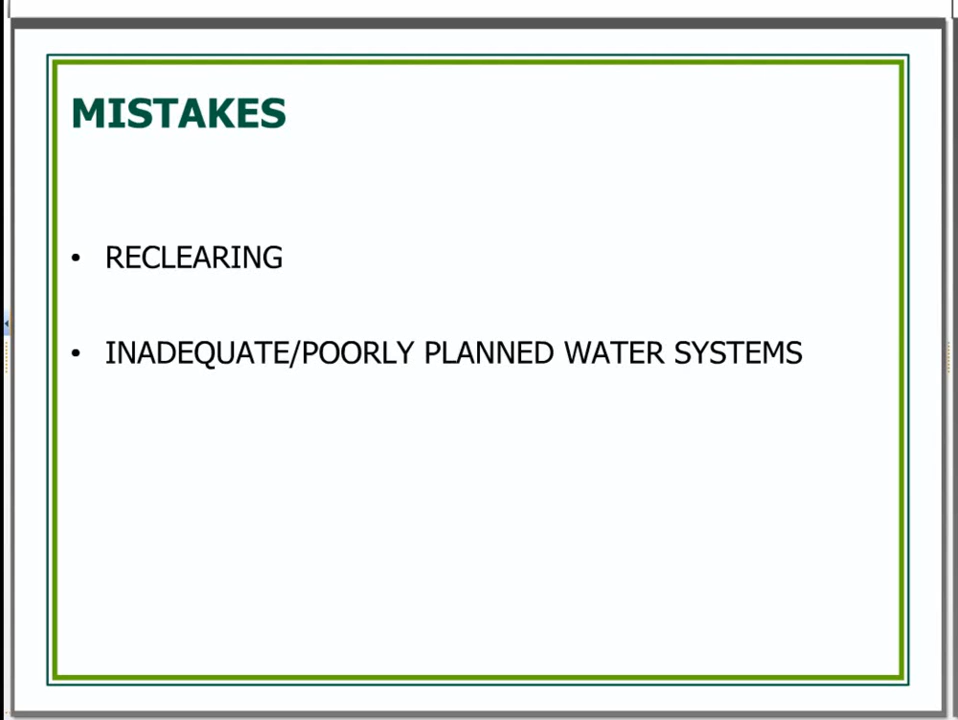 MISTAKES
• RECLEARING
• INADEQUATE/POORLY PLANNED WATER SYSTEMS